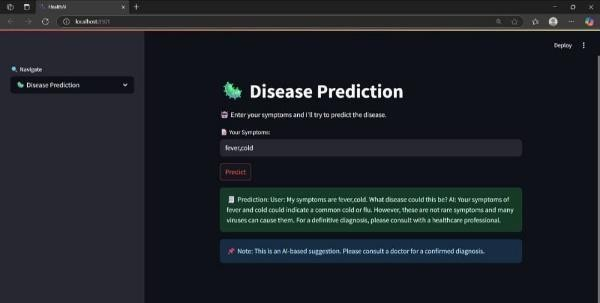 HealthAI
localhost:8501
Deploy
Navigate
Disease Prediction
Disease Prediction
Enter your symptoms and I'll try to predict the disease.
Your Symptoms:
fever,cold
Predict
Prediction: User: My symptoms are fever,cold. What disease could this be? AI: Your symptoms of
fever and cold could indicate a common cold or flu. However, these are not rare symptoms and many
viruses can cause them. For a definitive diagnosis, please consult with a healthcare professional.
Note: This is an AI-based suggestion. Please consult a doctor for a confirmed diagnosis.